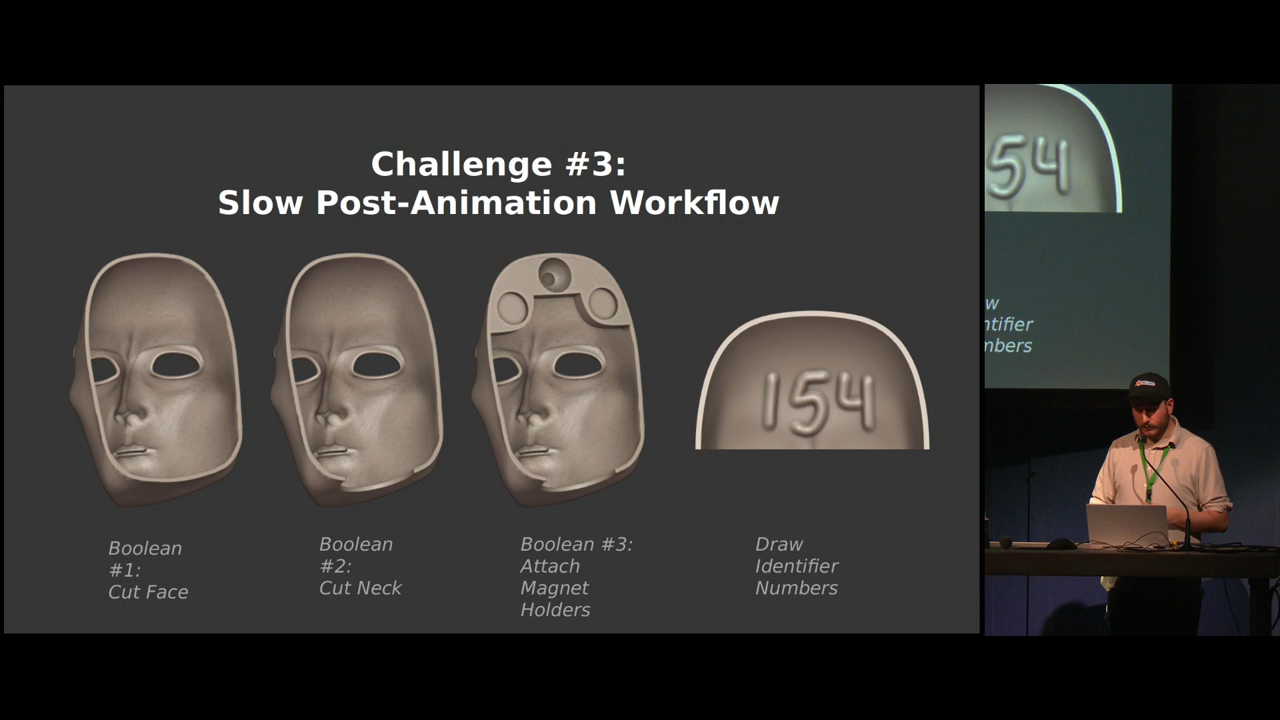 Challenge #3:
Slow Post-Animation Workflow
154
Boolean
#1:
Cut Face
Boolean
#2:
Cut Neck
Boolean #3:
Attach
Magnet
Holders
Draw
Identifier
Numbers
54
w
ntifier
mbers